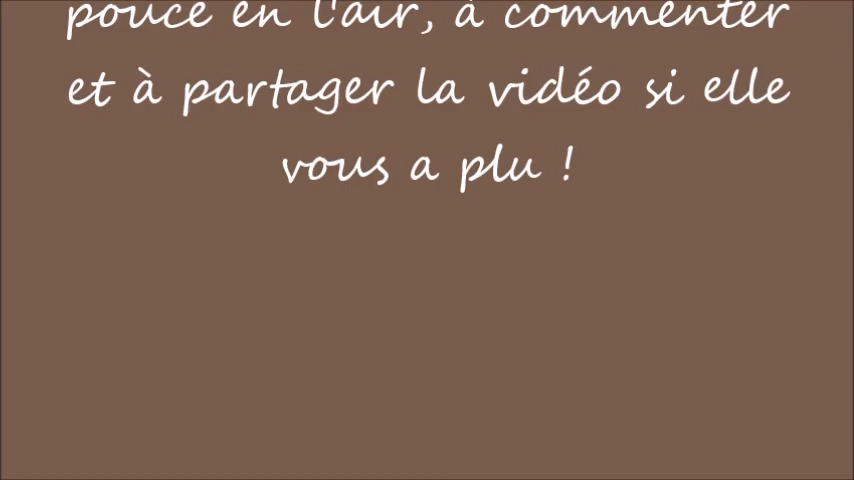 pouce en l'air, à commenter
et à partager la vidéo si elle
vous a plu !